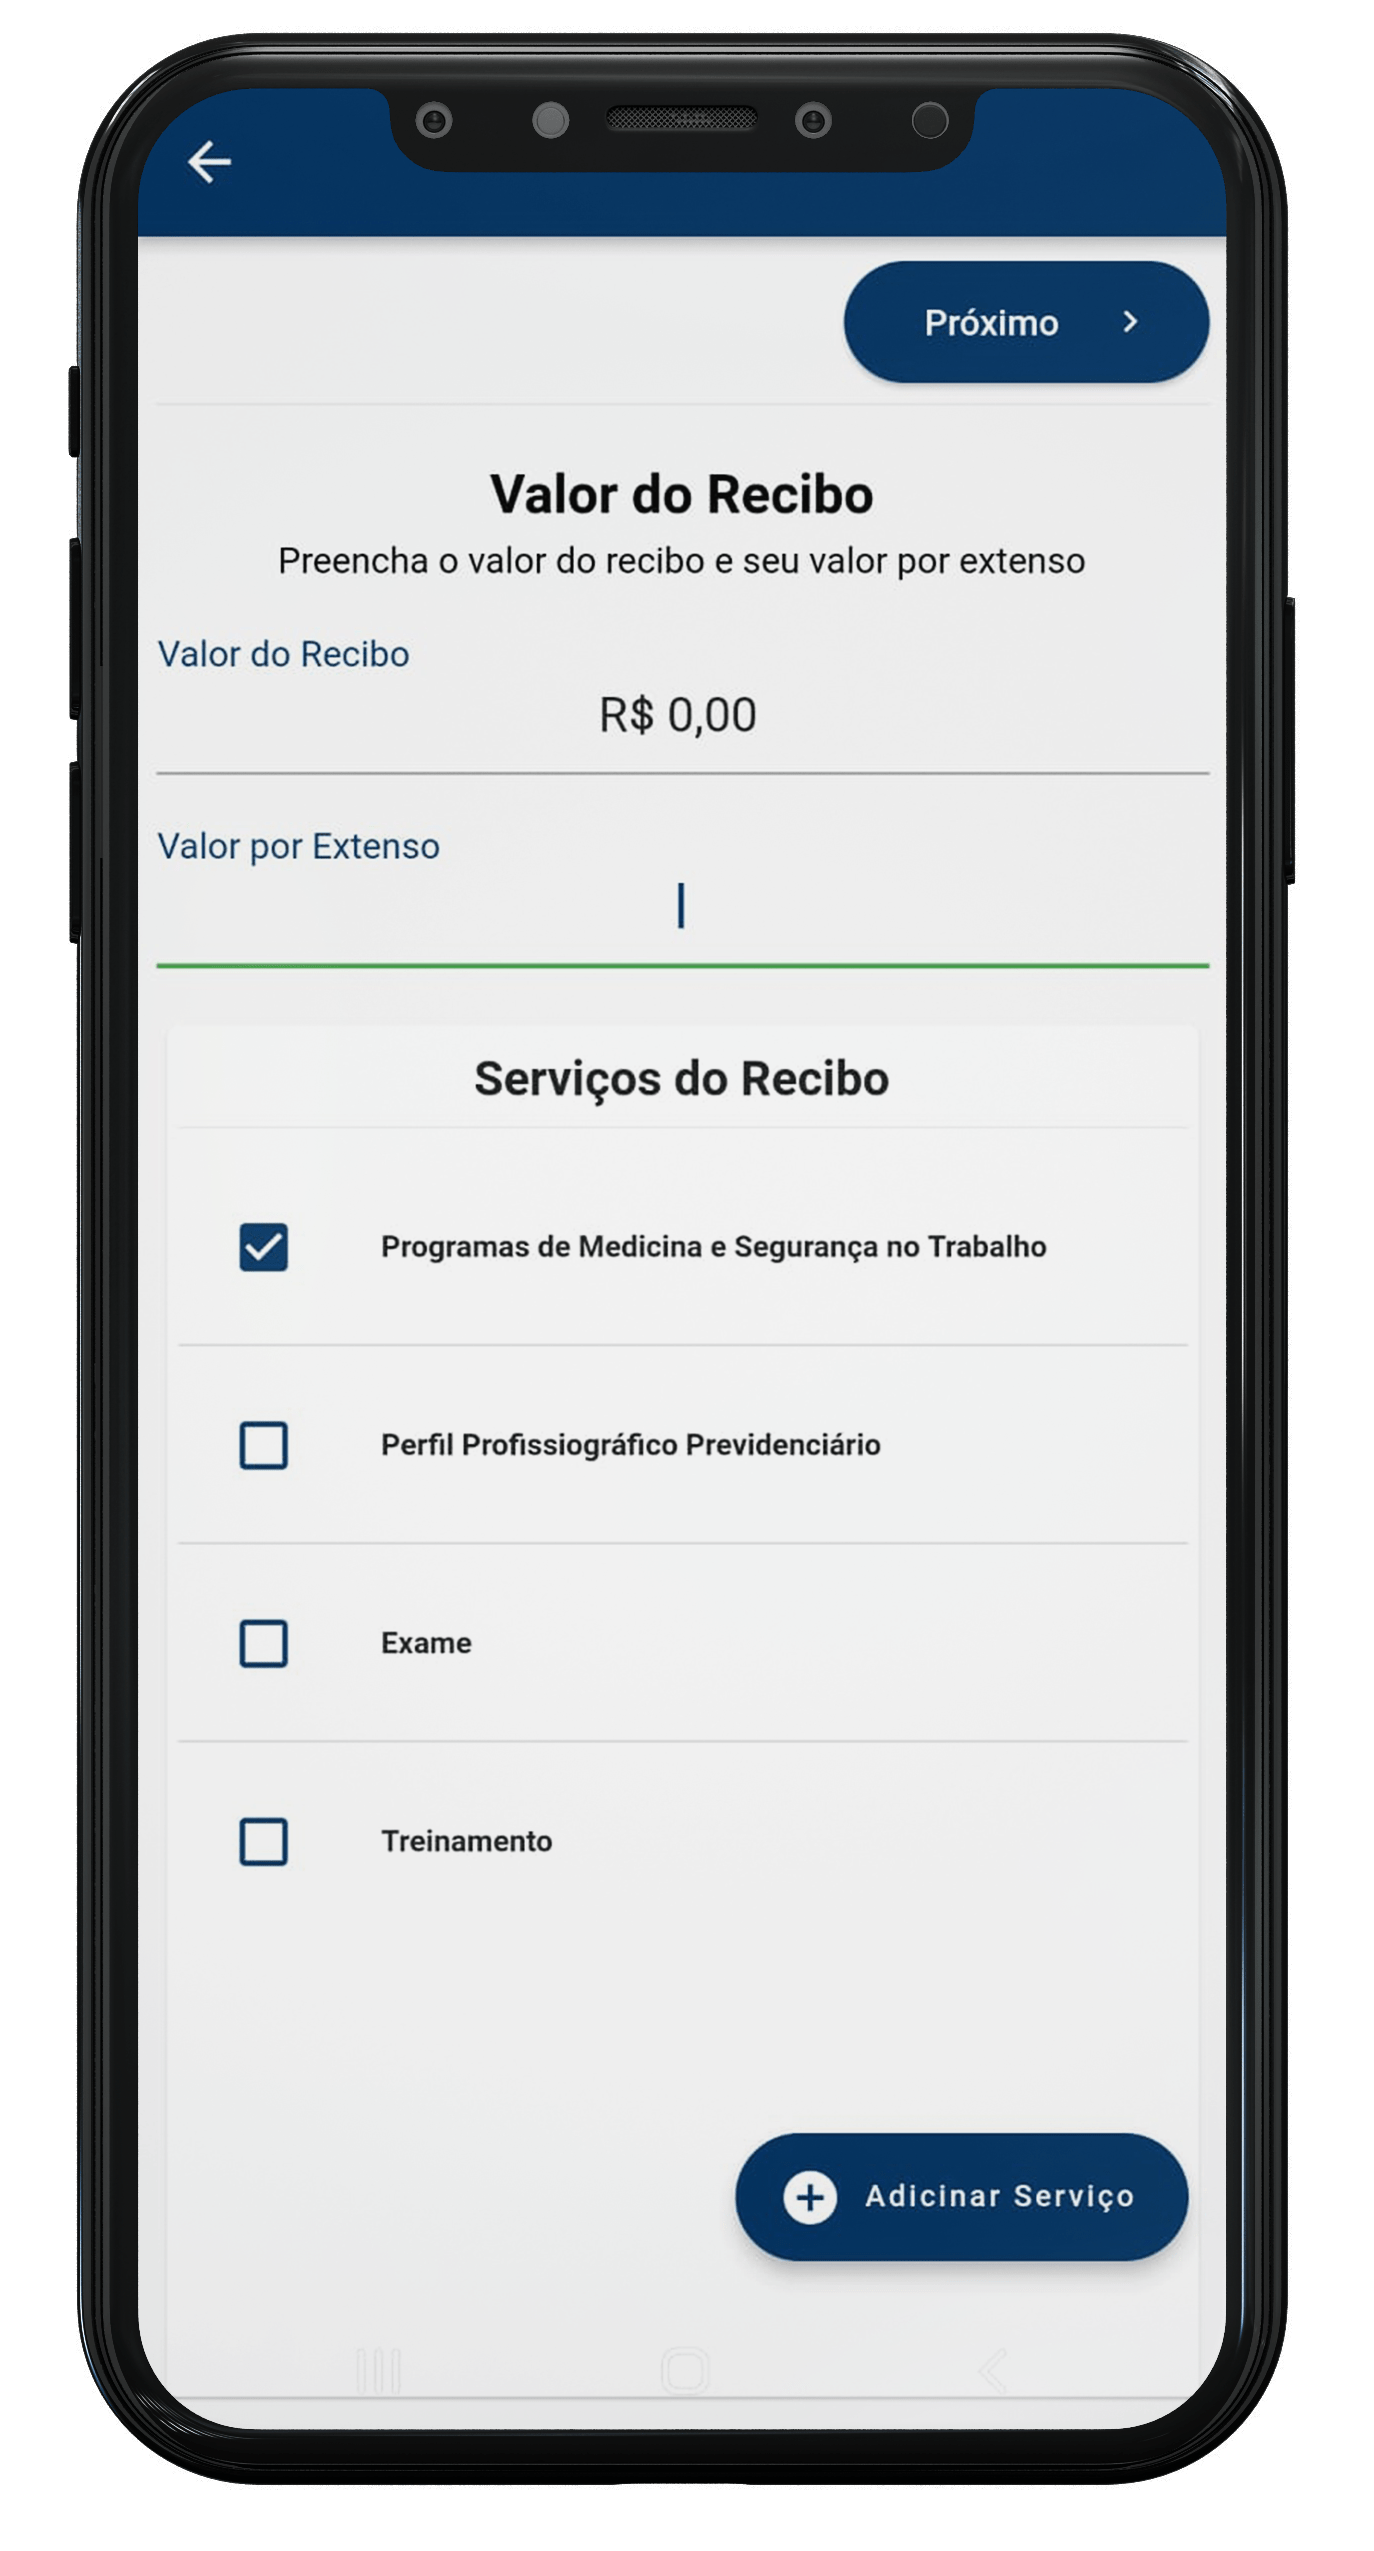 Próximo
Valor do Recibo
Preencha o valor do recibo e seu valor por extenso
Valor do Recibo
R$ 0,00
Valor por Extenso
Serviços do Recibo
Programas de Medicina e Segurança no Trabalho
Perfil Profissiográfico Previdenciário
Exame
Treinamento
Adicinar Serviço